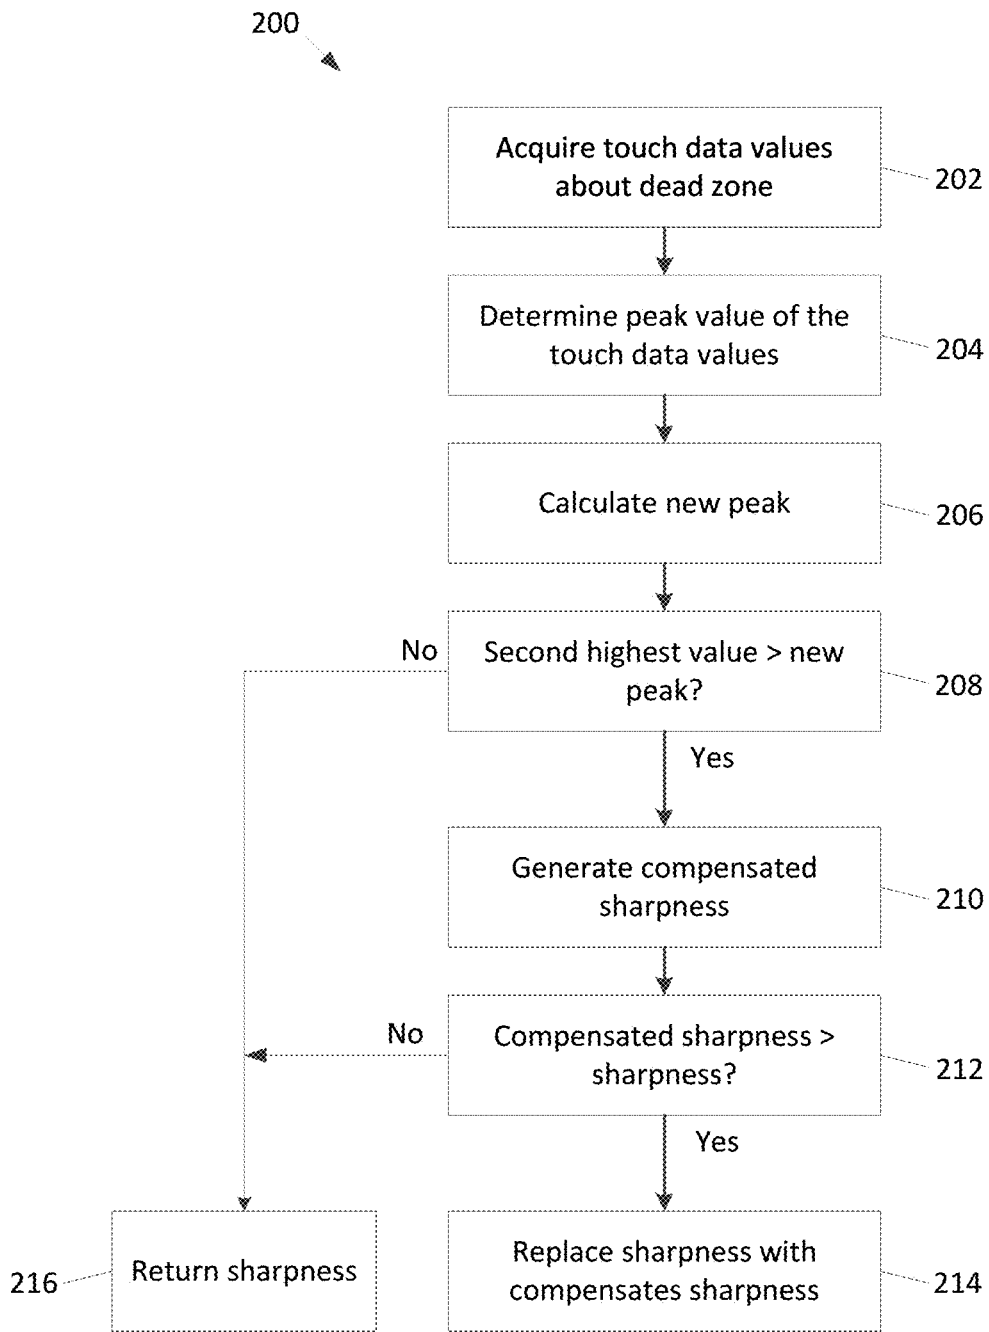 200
Acquire touch data values
about dead zone
202
Determine peak value of the
touch data values
204
Calculate new peak
206
No
Second highest value > new
peak?
208
Yes
Generate compensated
sharpness
210
No
Compensated sharpness >
sharpness?
212
Yes
216
Return sharpness
Replace sharpness with
compensates sharpness
214